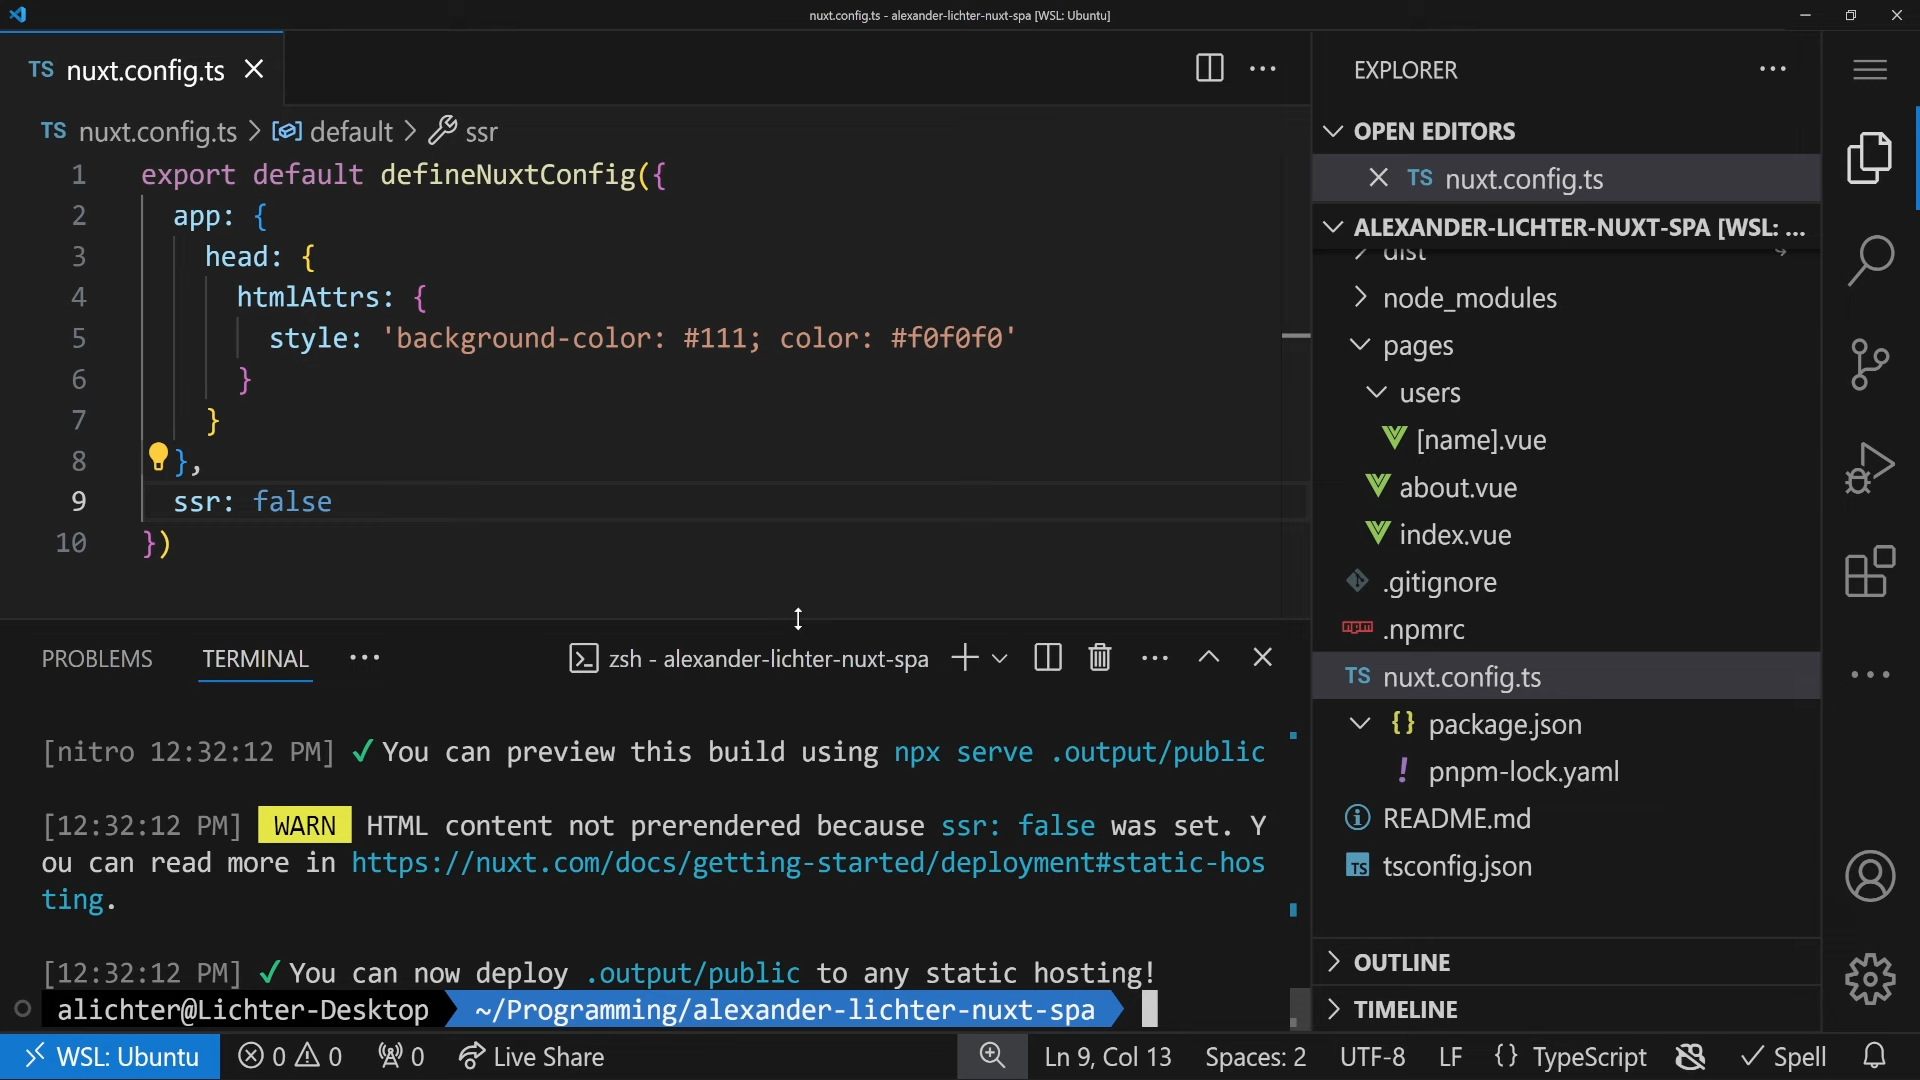 nuxt.config.ts - alexander-lichter-nuxt-spa [WSL: Ubuntu]
TS nuxt.config.ts
TS nuxt.config.ts > default > ssr
1 export default defineNuxtConfig({
2 app: {
3 head: {
4 htmlAttrs: {
5 style: 'background-color: #111; color: #f0f0f0'
6 }
7 }
8 },
9 ssr: false
10 })
PROBLEMS TERMINAL ··· zsh - alexander-lichter-nuxt-spa
[nitro 12:32:12 PM] ✓ You can preview this build using npx serve .output/public
[12:32:12 PM] WARN HTML content not prerendered because ssr: false was set. Y
ou can read more in https://nuxt.com/docs/getting-started/deployment#static-hos
ting.
[12:32:12 PM] ✓ You can now deploy .output/public to any static hosting!
alichter@Lichter-Desktop ~/Programming/alexander-lichter-nuxt-spa
EXPLORER
OPEN EDITORS
TS nuxt.config.ts
ALEXANDER-LICHTER-NUXT-SPA [WSL: ...
dist
node_modules
pages
users
[name].vue
about.vue
index.vue
.gitignore
.npmrc
TS nuxt.config.ts
{} package.json
! pnpm-lock.yaml
README.md
TS tsconfig.json
OUTLINE
TIMELINE
WSL: Ubuntu 0 0 0 Live Share Ln 9, Col 13 Spaces: 2 UTF-8 LF {} TypeScript Spell